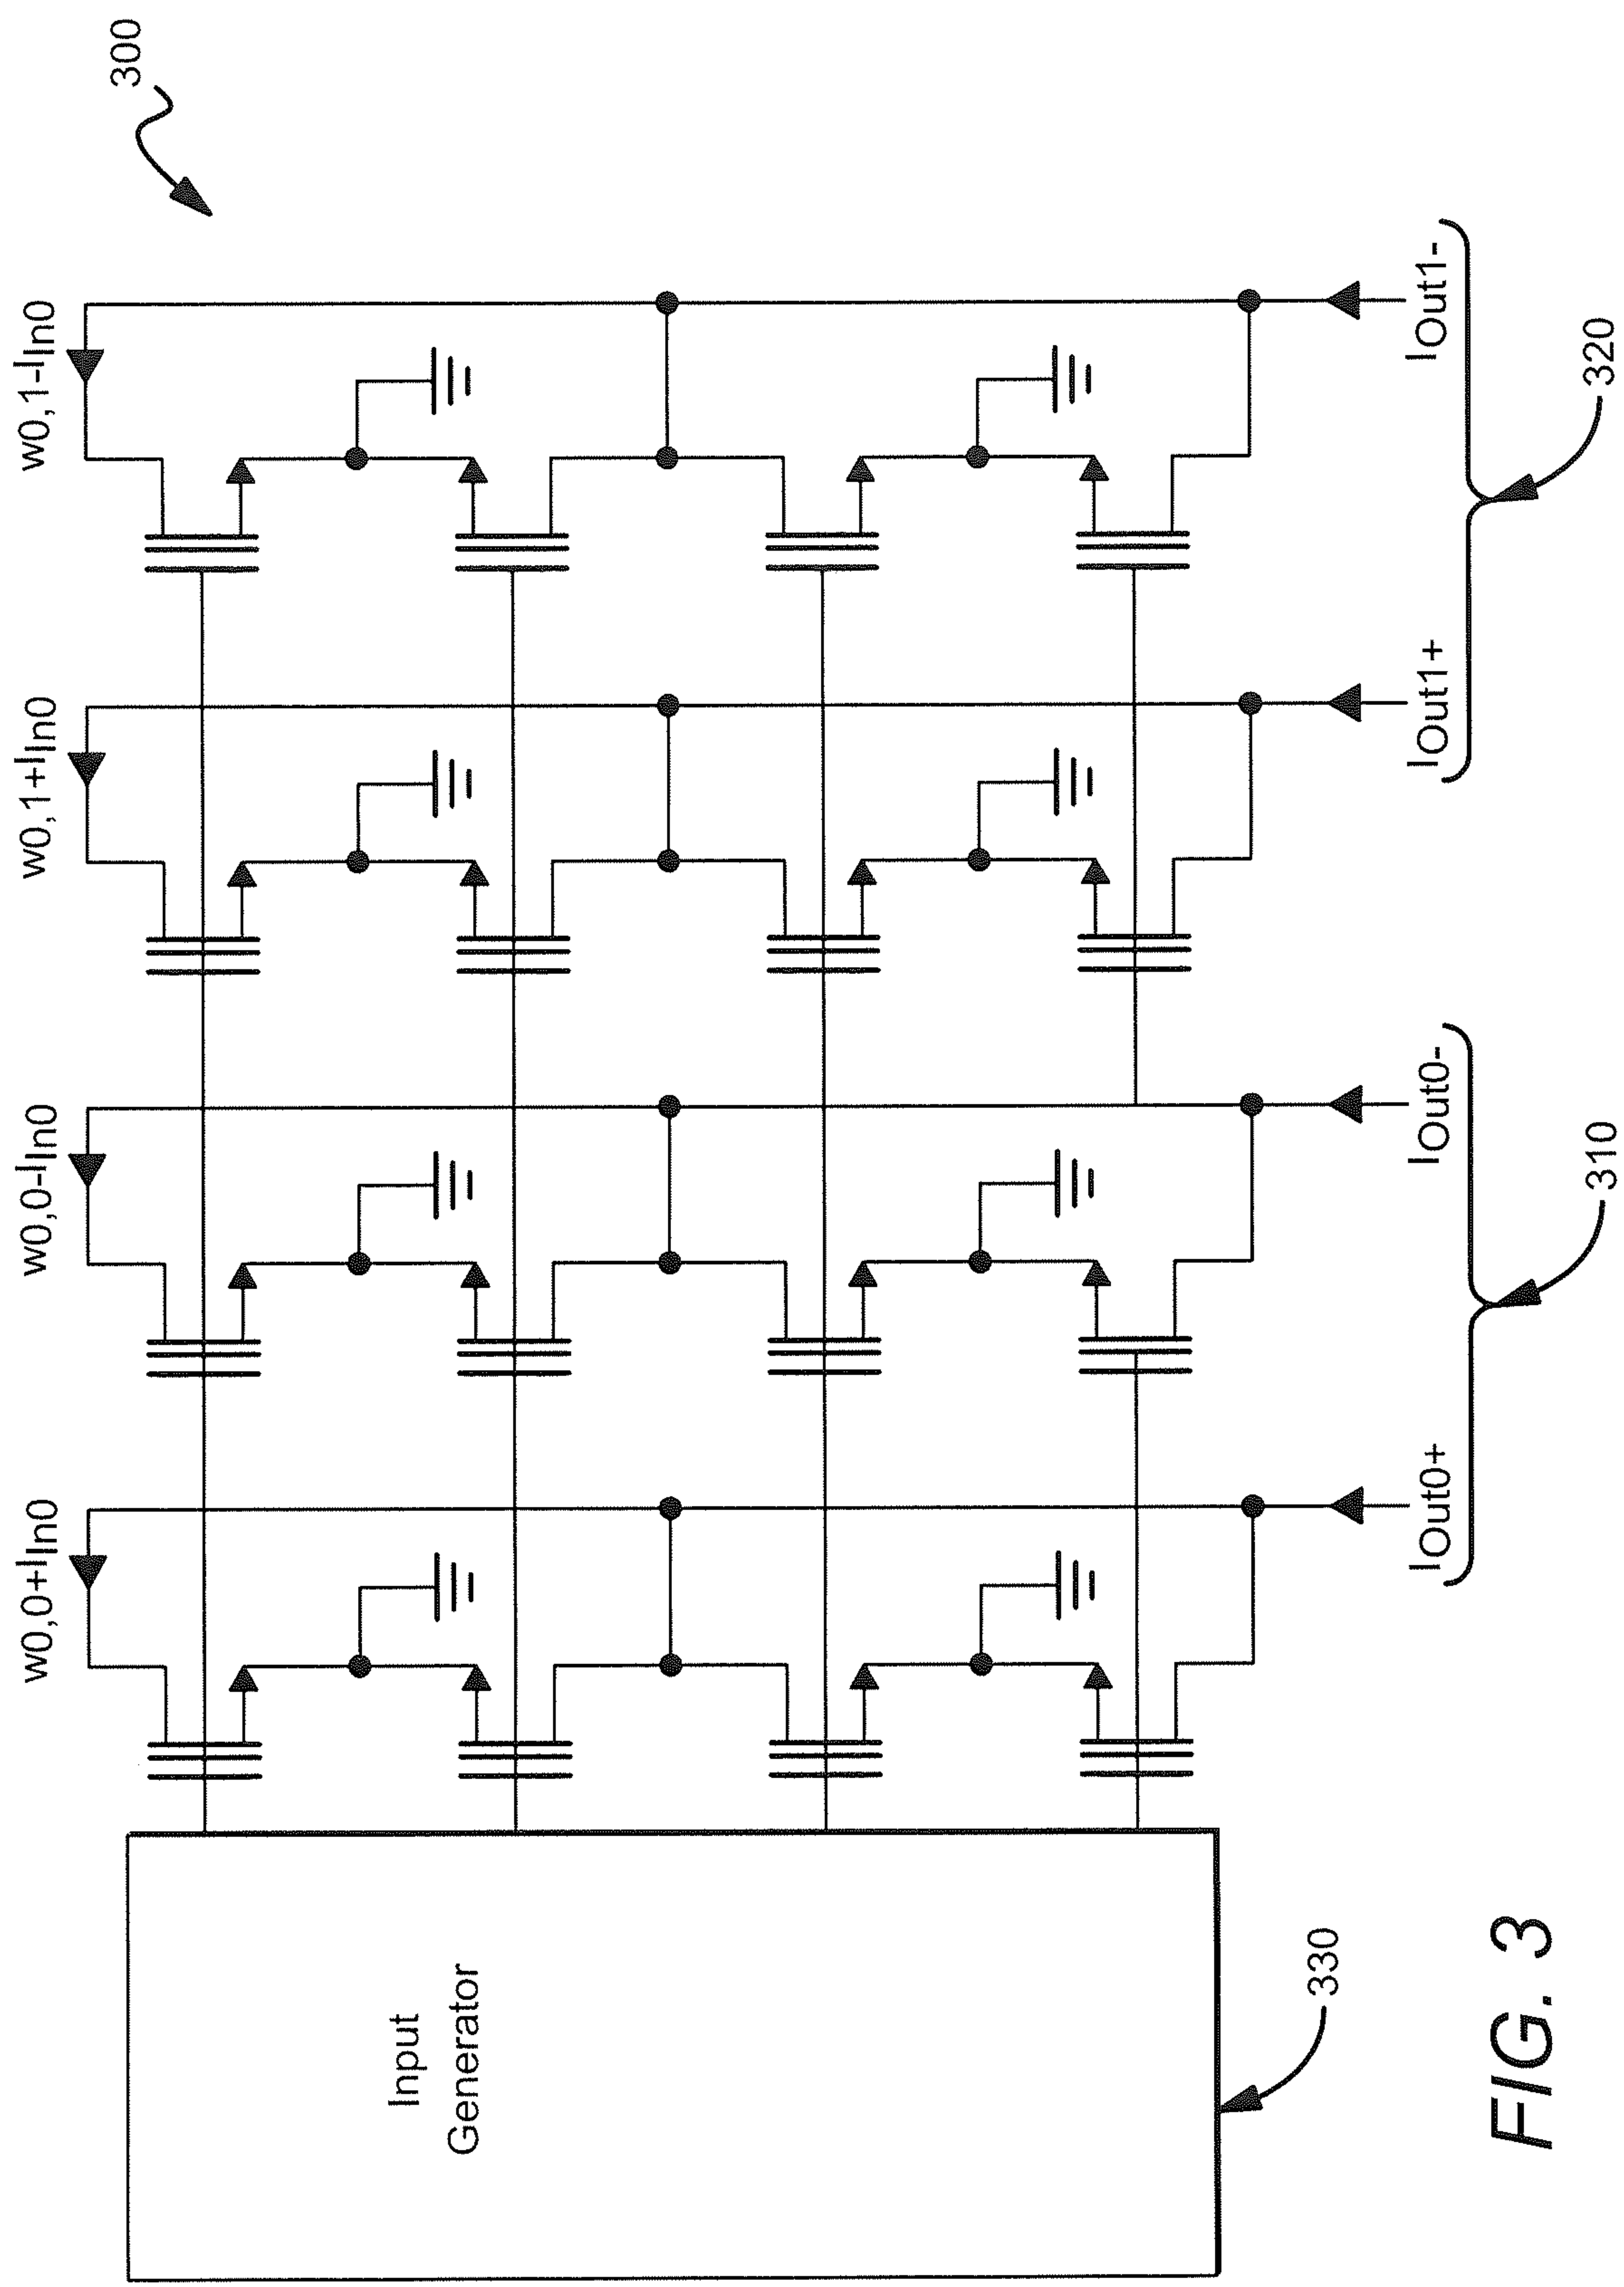 300
w0,0+IIn0
w0,0-IIn0
w0,1+IIn0
w0,1-IIn0
Input
Generator
IOut0+
IOut0-
IOut1+
IOut1-
330
310
320
FIG. 3